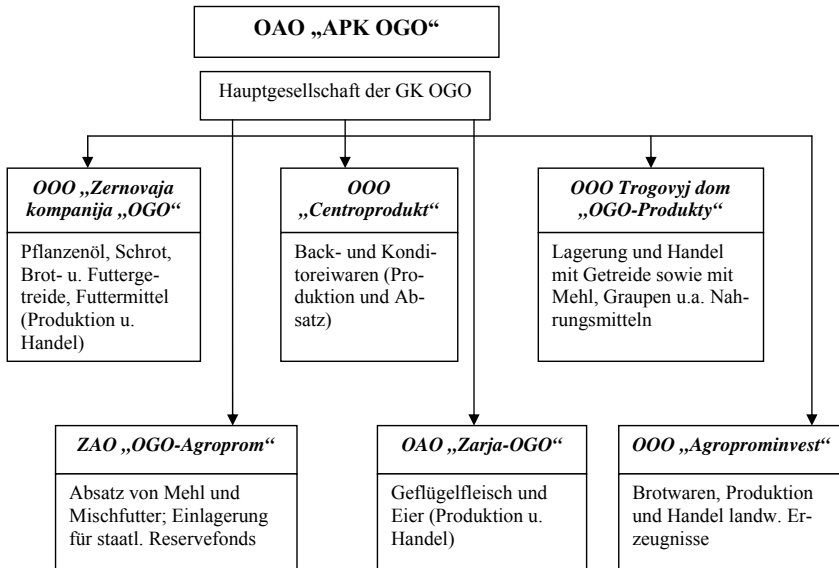 OAO „APK OGO“
Hauptgesellschaft der GK OGO
OOO „Zernovaja
kompanija „OGO“
Pflanzenöl, Schrot,
Brot- u. Futterge-
treide, Futtermittel
(Produktion u.
Handel)
OOO
„Centroprodukt“
Back- und Kondi-
toreiwaren (Pro-
duktion und Ab-
satz)
OOO Trogovyj dom
„OGO-Produkty“
Lagerung und Handel
mit Getreide sowie mit
Mehl, Graupen u.a. Nah-
rungsmitteln
ZAO „OGO-Agroprom“
Absatz von Mehl und
Mischfutter; Einlagerung
für staatl. Reservefonds
OAO „Zarja-OGO“
Geflügelfleisch und
Eier (Produktion u.
Handel)
OOO „Agroprominvest“
Brotwaren, Produktion
und Handel landw. Er-
zeugnisse